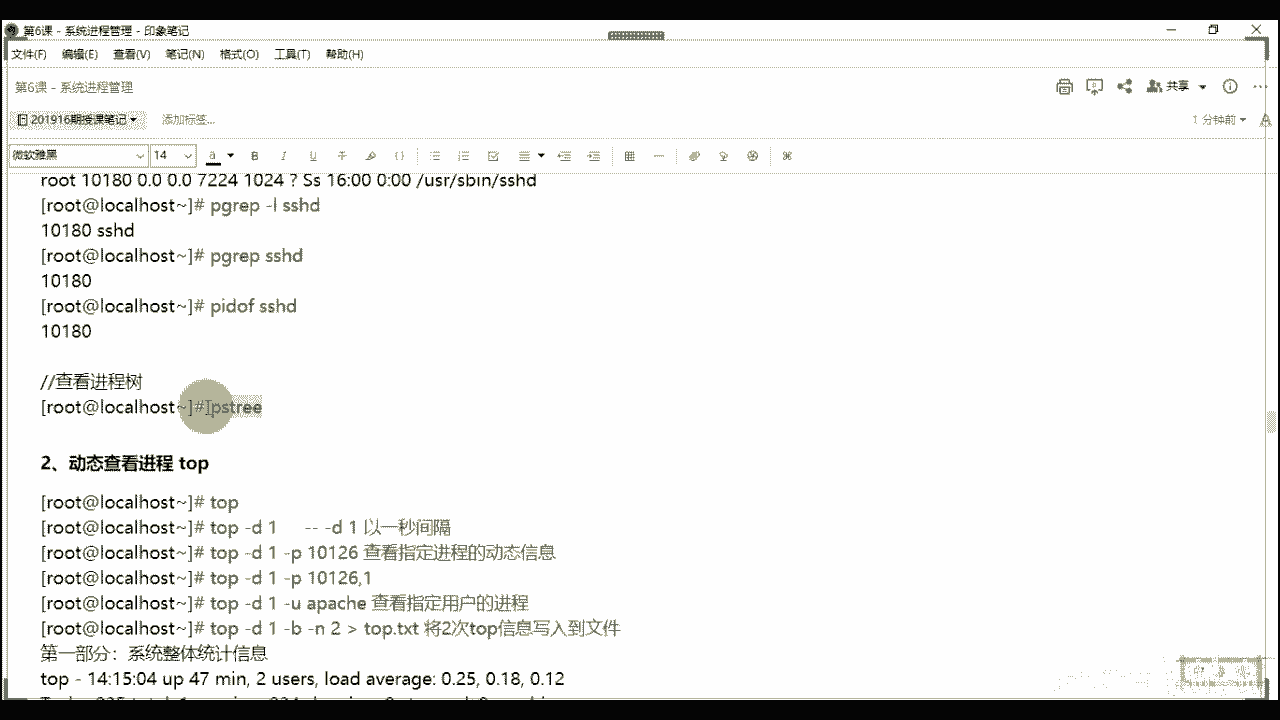 第6课 - 系统进程管理 - 印象笔记
文件(F) 编辑(E) 查看(V) 笔记(N) 格式(O) 工具(T) 帮助(H)
第6课 - 系统进程管理
共享
201916期授课笔记 添加标签...
1 分钟前
微软雅黑 14 a B I U T
root 10180 0.0 0.0 7224 1024 ? Ss 16:00 0:00 /usr/sbin/sshd
[root@localhost~]# pgrep -l sshd
10180 sshd
[root@localhost~]# pgrep sshd
10180
[root@localhost~]# pidof sshd
10180
//查看进程树
[root@localhost~]# pstree
2、动态查看进程 top
[root@localhost~]# top
[root@localhost~]# top -d 1 -- -d 1 以一秒间隔
[root@localhost~]# top -d 1 -p 10126 查看指定进程的动态信息
[root@localhost~]# top -d 1 -p 10126,1
[root@localhost~]# top -d 1 -u apache 查看指定用户的进程
[root@localhost~]# top -d 1 -b -n 2 > top.txt 将2次top信息写入到文件
第一部分：系统整体统计信息
top - 14:15:04 up 47 min, 2 users, load average: 0.25, 0.18, 0.12